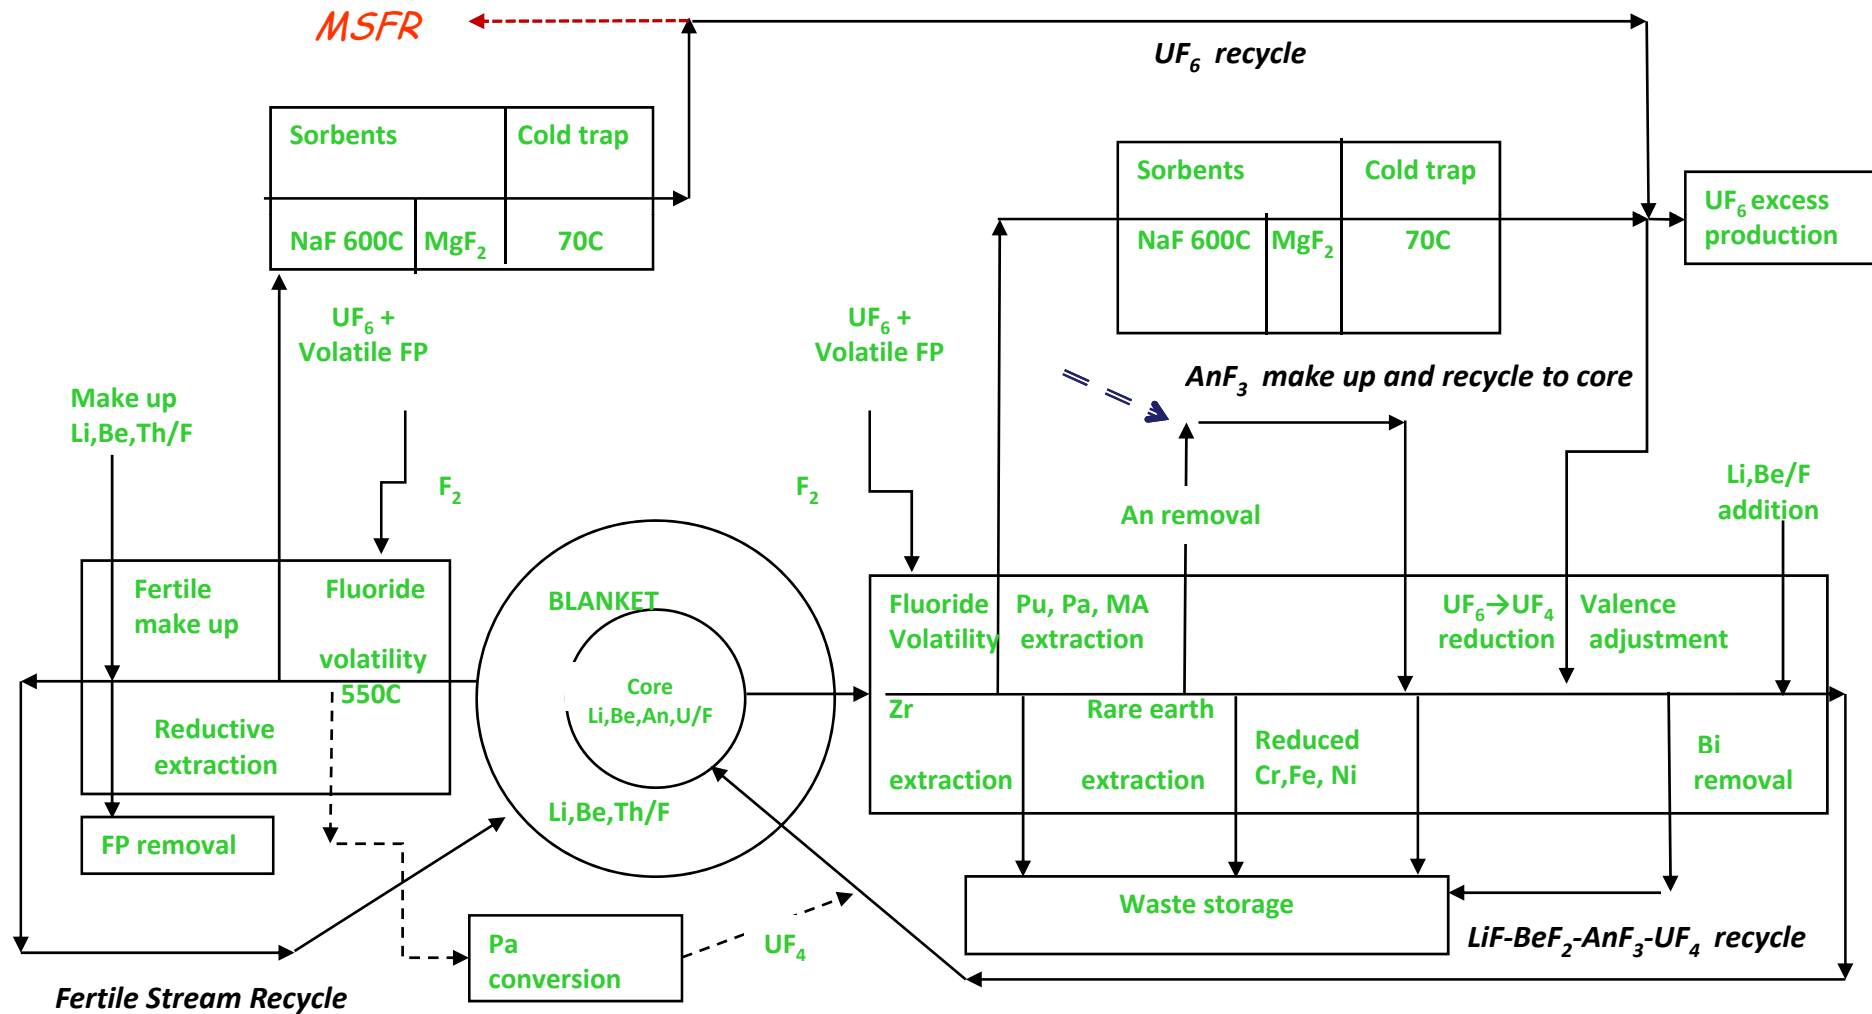 MSFR
UF₆ recycle
Sorbents
Cold trap
NaF 600C
MgF₂
70C
Sorbents
Cold trap
NaF 600C
MgF₂
70C
UF₆ excess
production
UF₆ +
Volatile FP
UF₆ +
Volatile FP
AnF₃ make up and recycle to core
Make up
Li,Be,Th/F
F₂
F₂
An removal
Li,Be/F
addition
Fertile
make up
Fluoride
volatility
550C
Reductive
extraction
FP removal
BLANKET
Core
Li,Be,An,U/F
Li,Be,Th/F
Fluoride
Volatility
Pu, Pa, MA
extraction
UF₆→UF₄
reduction
Valence
adjustment
Zr
extraction
Rare earth
extraction
Reduced
Cr,Fe, Ni
Bi
removal
Waste storage
Pa
conversion
UF₄
LiF-BeF₂-AnF₃-UF₄ recycle
Fertile Stream Recycle